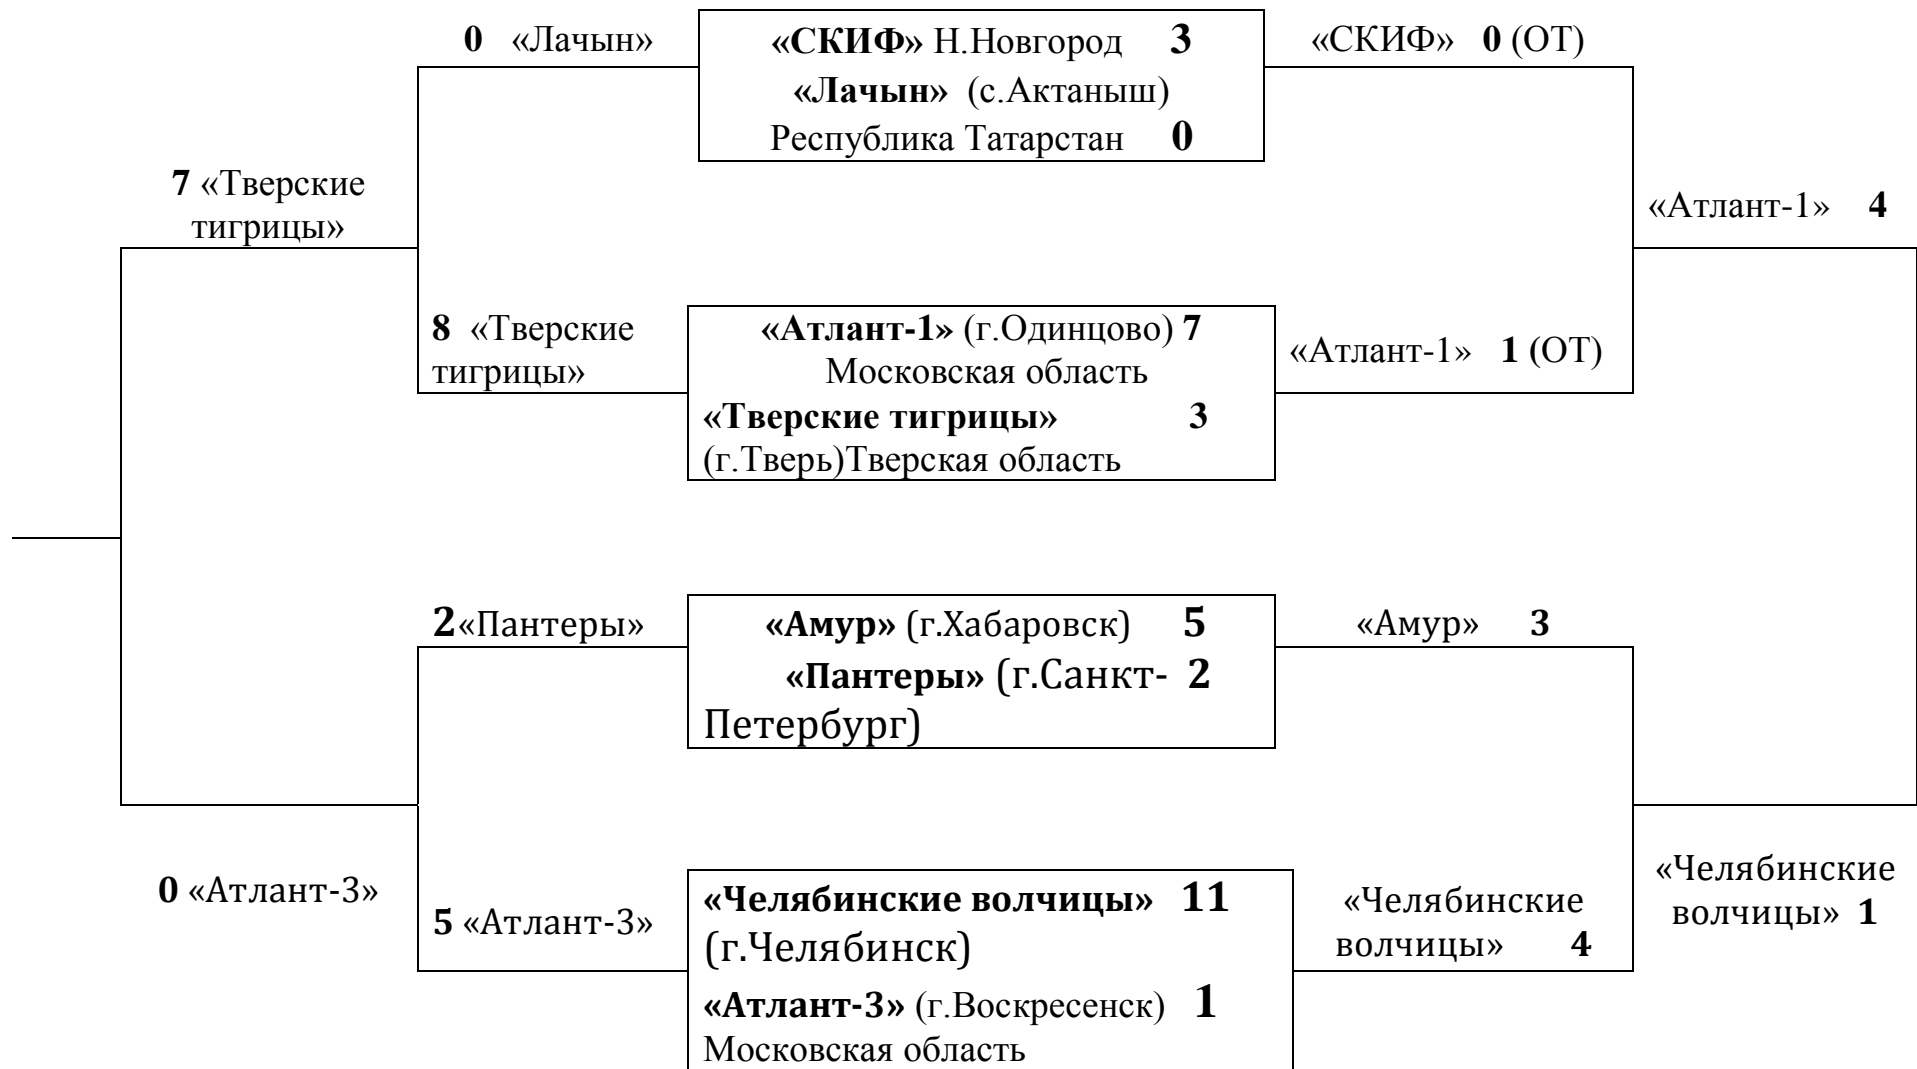 0 «Лачын»
«СКИФ» Н.Новгород 3
«Лачын» (с.Актаныш)
Республика Татарстан 0
«СКИФ» 0 (ОТ)
7 «Тверские
тигрицы»
«Атлант-1» 4
8 «Тверские
тигрицы»
«Атлант-1» (г.Одинцово) 7
Московская область
«Тверские тигрицы» 3
(г.Тверь)Тверская область
«Атлант-1» 1 (ОТ)
2«Пантеры»
«Амур» (г.Хабаровск) 5
«Пантеры» (г.Санкт- 2
Петербург)
«Амур» 3
0 «Атлант-3»
5 «Атлант-3»
«Челябинские волчицы» 11
(г.Челябинск)
«Атлант-3» (г.Воскресенск) 1
Московская область
«Челябинские
волчицы» 4
«Челябинские
волчицы» 1